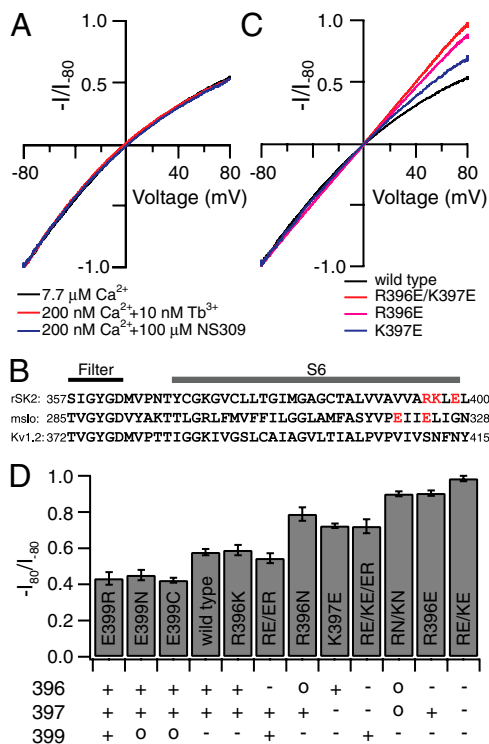 A
1.0
-I/I-80
0.5
-80
40
80
Voltage (mV)
-1.0
7.7 μM Ca2+
200 nM Ca2++10 nM Tb3+
200 nM Ca2++100 μM NS309
C
1.0
-I/I-80
0.5
-80
40
80
Voltage (mV)
-1.0
wild type
R396E/K397E
R396E
K397E
B
Filter
S6
rSK2: 357SIGYGDMVPNTYCGKGVCLLTGIMGAGCTALVVAVVARKLEL400
mslo: 285TVGYGDVYAKTTLGRLFMVFFILGGLAMFASYVPEIIELIGN328
Kv1.2: 372TVGYGDMVPTTIGGKIVGSLCAIAGVLTIALPVPVIVSNFNY415
D
-I80/I-80
1.0
0.8
0.6
0.4
0.2
0.0
E399R
E399N
E399C
wild type
R396K
RE/ER
R396N
K397E
RE/KE/ER
RN/KN
R396E
RE/KE
396 + + + + + - o + - o - -
397 + + + + + + + - - o + -
399 + o o - - + - - + - - -